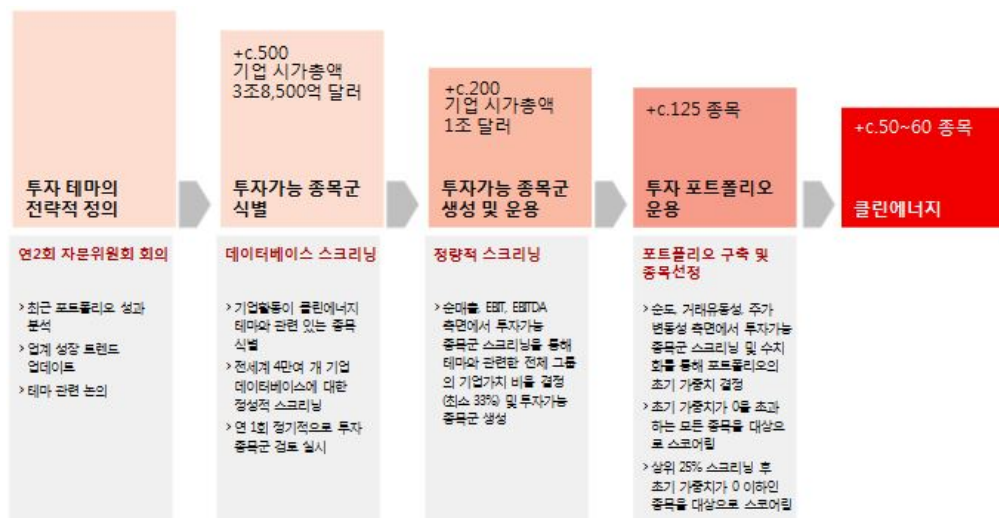 투자 테마의
전략적 정의
+c.500
기업 시가총액
3조8,500억 달러
투자가능 종목군
식별
+c.200
기업 시가총액
1조 달러
투자가능 종목군
생성 및 운용
+c.125 종목
투자 포트폴리오
운용
+c.50~60 종목
클린에너지
연2회 자문위원회 회의
> 최근 포트폴리오 성과
분석
> 업계 성장 트렌드
업데이트
> 테마 관련 논의
데이터베이스 스크리닝
> 기업활동이 클린에너지
테마와 관련 있는 종목
식별
> 전세계 4만여 개 기업
데이터베이스에 대한
정성적 스크리닝
> 연 1회 정기적으로 투자
종목군 검토 실시
정량적 스크리닝
> 순매출, EBIT, EBITDA
측면에서 투자가능
종목군 스크리닝을 통해
테마와 관련한 전체 그룹
의 기업가치 비율 결정
(최소 33%) 및 투자가능
종목군 생성
포트폴리오 구축 및
종목선정
> 순도, 거래유동성, 주가
변동성 측면에서 투자가능
종목군 스크리닝 및 수치
화를 통해 포트폴리오의
초기 가중치 결정
> 초기 가중치가 0을 초과
하는 모든 종목을 대상으
로 스코어링
> 상위 25% 스크리닝 후
초기 가중치가 0 이하인
종목을 대상으로 스코어링